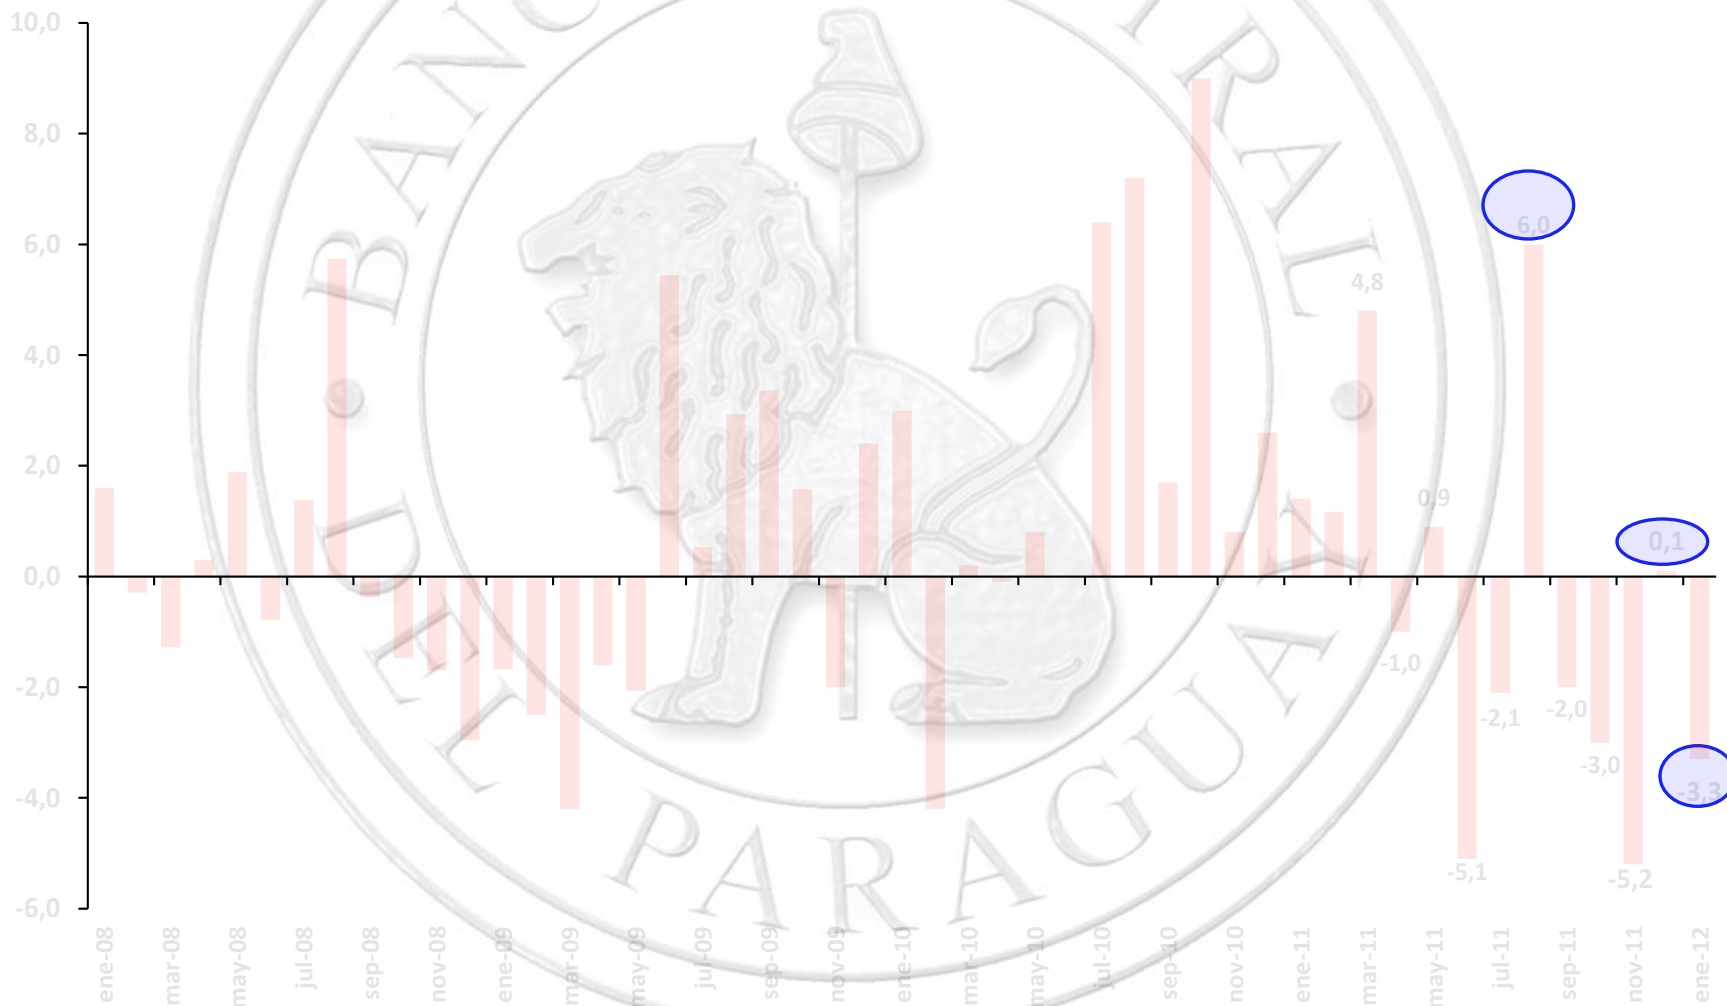 BANC TRAL
DEL PARAGUAY
10,0
8,0
6,0
4,0
2,0
0,0
-2,0
-4,0
-6,0
4,8
-1,0
0,9
-5,1
-2,1
6,0
-2,0
-3,0
-5,2
0,1
-3,3
ene-08
mar-08
may-08
jul-08
sep-08
nov-08
ene-09
mar-09
may-09
jul-09
sep-09
nov-09
ene-10
mar-10
may-10
jul-10
sep-10
nov-10
ene-11
mar-11
may-11
jul-11
sep-11
nov-11
ene-12